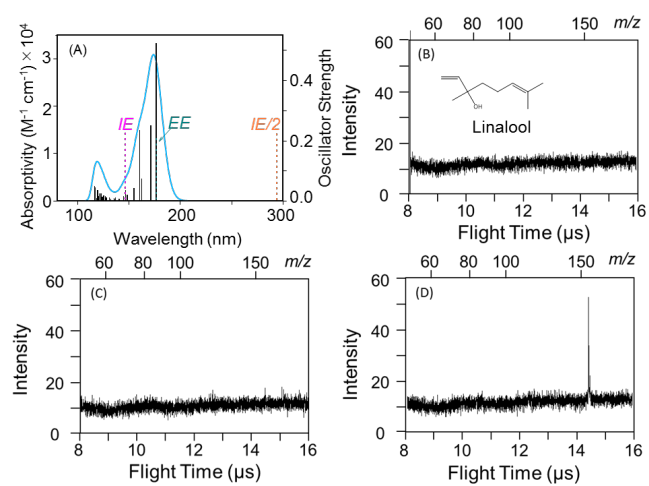 (A)
Absorptivity (M⁻¹ cm⁻¹) × 10⁴
3
2
1
0
IE
EE
IE/2
0.4
0.2
0.0
Oscillator Strength
100
200
300
Wavelength (nm)
60
80
100
150
m/z
(B)
OH
Linalool
Intensity
60
40
20
0
8
10
12
14
16
Flight Time (µs)
60
80
100
150
m/z
(C)
Intensity
60
40
20
0
8
10
12
14
16
Flight Time (µs)
60
80
100
150
m/z
(D)
Intensity
60
40
20
0
8
10
12
14
16
Flight Time (µs)